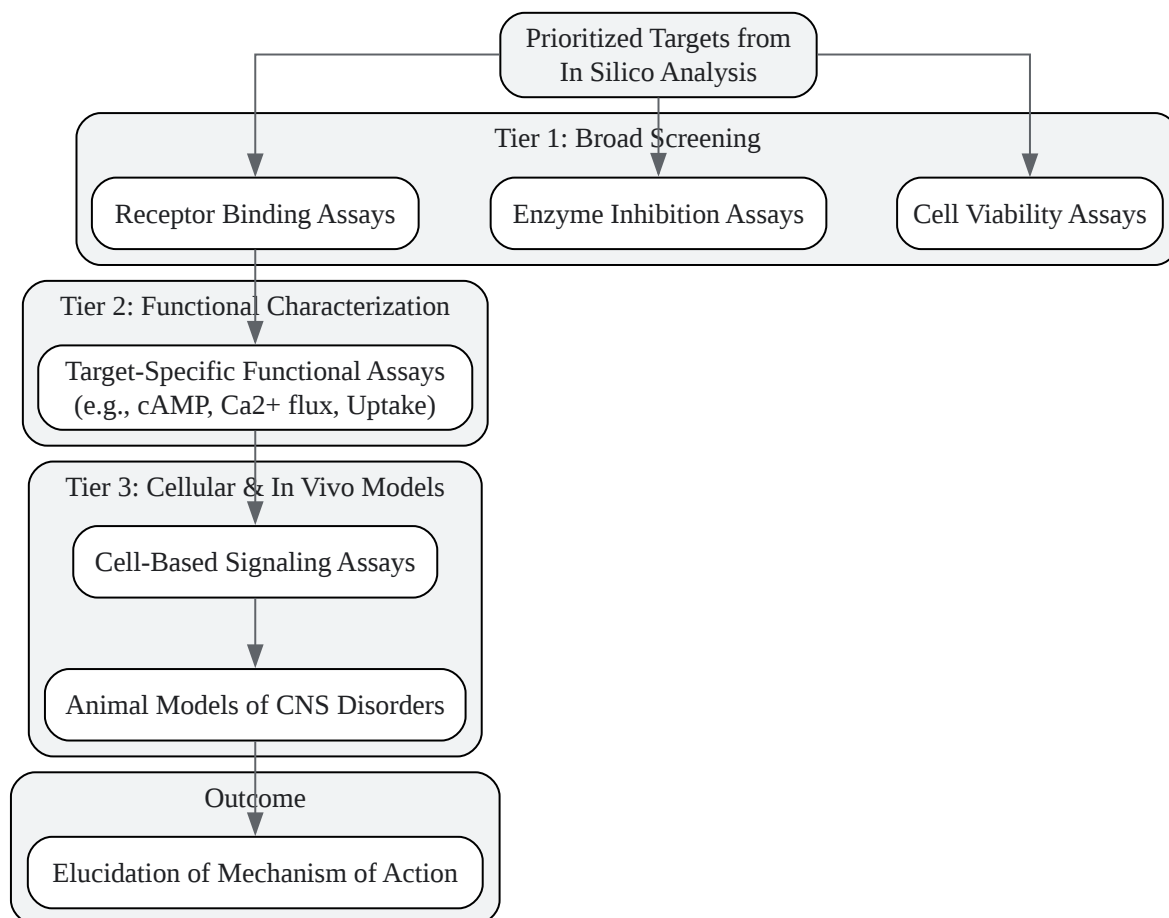 Prioritized Targets from
In Silico Analysis
Tier 1: Broad Screening
Receptor Binding Assays
Enzyme Inhibition Assays
Cell Viability Assays
Tier 2: Functional Characterization
Target-Specific Functional Assays
(e.g., cAMP, Ca2+ flux, Uptake)
Tier 3: Cellular & In Vivo Models
Cell-Based Signaling Assays
Animal Models of CNS Disorders
Outcome
Elucidation of Mechanism of Action